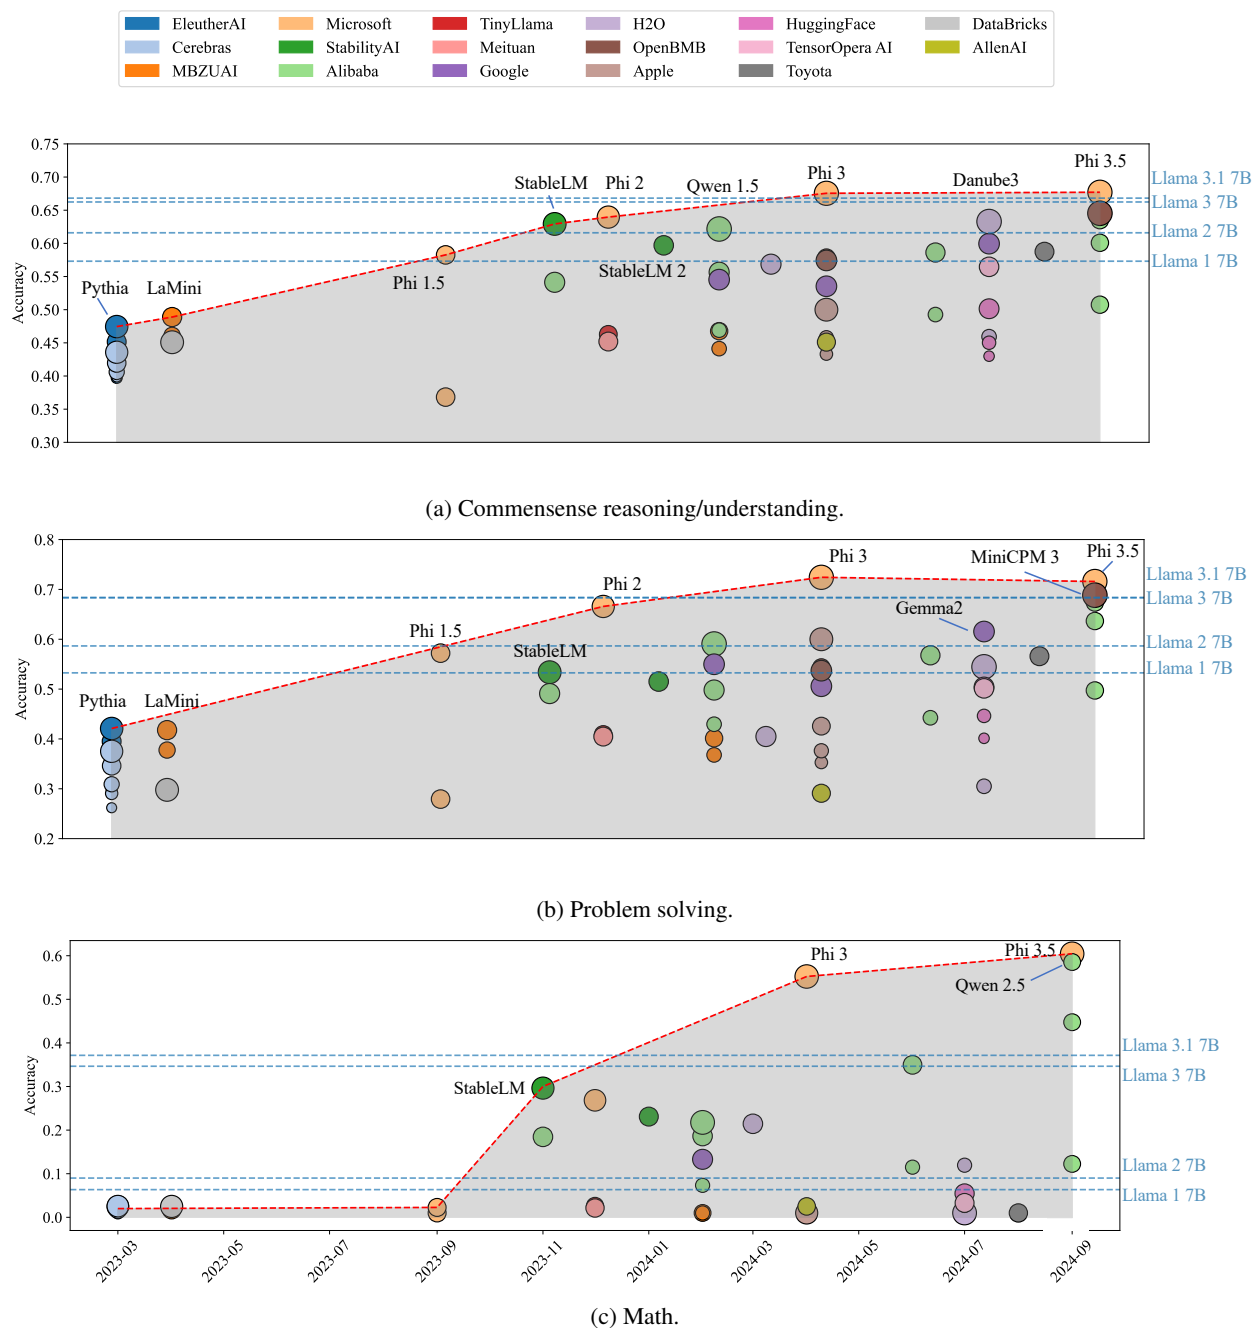 EleutherAI Microsoft TinyLlama H2O HuggingFace DataBricks
Cerebras StabilityAI Meituan OpenBMB TensorOpera AI AllenAI
MBZUAI Alibaba Google Apple Toyota
0.75
0.70
0.65
0.60
0.55
0.50
0.45
0.40
0.35
0.30
Accuracy
Pythia
LaMini
Phi 1.5
StableLM
Phi 2
StableLM 2
Qwen 1.5
Phi 3
Danube3
Phi 3.5
Llama 3.1 7B
Llama 3 7B
Llama 2 7B
Llama 1 7B
(a) Commensense reasoning/understanding.
0.8
0.7
0.6
0.5
0.4
0.3
0.2
Accuracy
Pythia
LaMini
Phi 1.5
StableLM
Phi 2
Phi 3
Gemma2
MiniCPM 3
Phi 3.5
Llama 3.1 7B
Llama 3 7B
Llama 2 7B
Llama 1 7B
(b) Problem solving.
0.6
0.5
0.4
0.3
0.2
0.1
0.0
Accuracy
StableLM
Phi 3
Phi 3.5
Qwen 2.5
Llama 3.1 7B
Llama 3 7B
Llama 2 7B
Llama 1 7B
2023-03
2023-05
2023-07
2023-09
2023-11
2024-01
2024-03
2024-05
2024-07
2024-09
(c) Math.